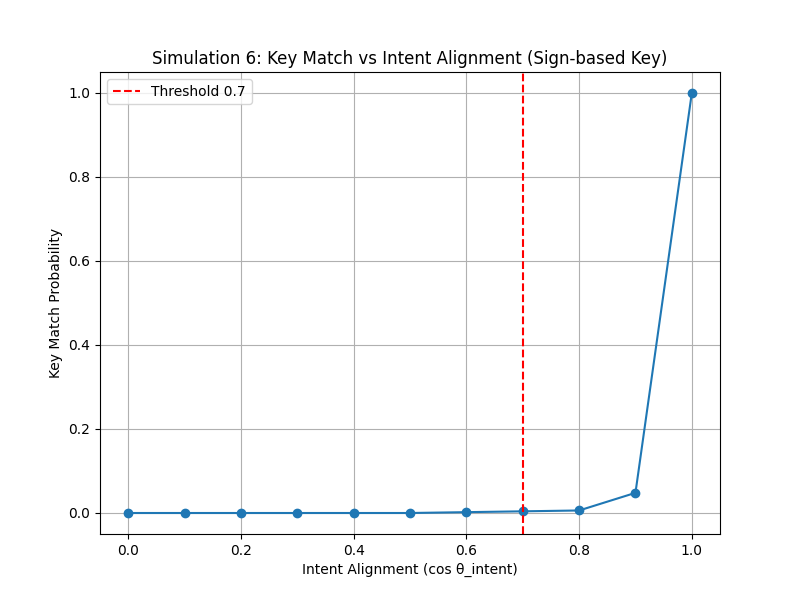 Simulation 6: Key Match vs Intent Alignment (Sign-based Key)
Threshold 0.7
Key Match Probability
1.0
0.8
0.6
0.4
0.2
0.0
0.0 0.2 0.4 0.6 0.8 1.0
Intent Alignment (cos θ_intent)